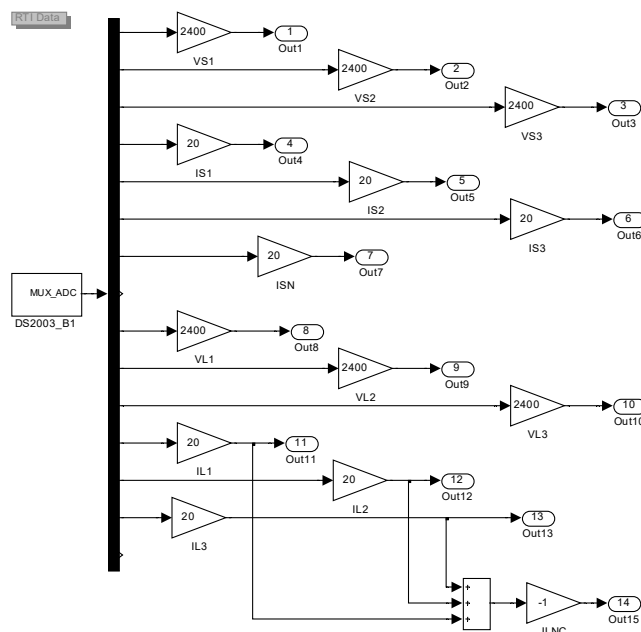 RTI Data
2400
1
VS1
Out1
2400
2
VS2
Out2
2400
3
VS3
Out3
20
4
IS1
Out4
20
5
IS2
Out5
20
6
IS3
Out6
20
7
ISN
Out7
MUX_ADC
DS2003_B1
2400
8
VL1
Out8
2400
9
VL2
Out9
2400
10
VL3
Out10
20
11
IL1
Out11
20
12
IL2
Out12
20
13
IL3
Out13
+
+
+
-1
14
ILNC
Out15